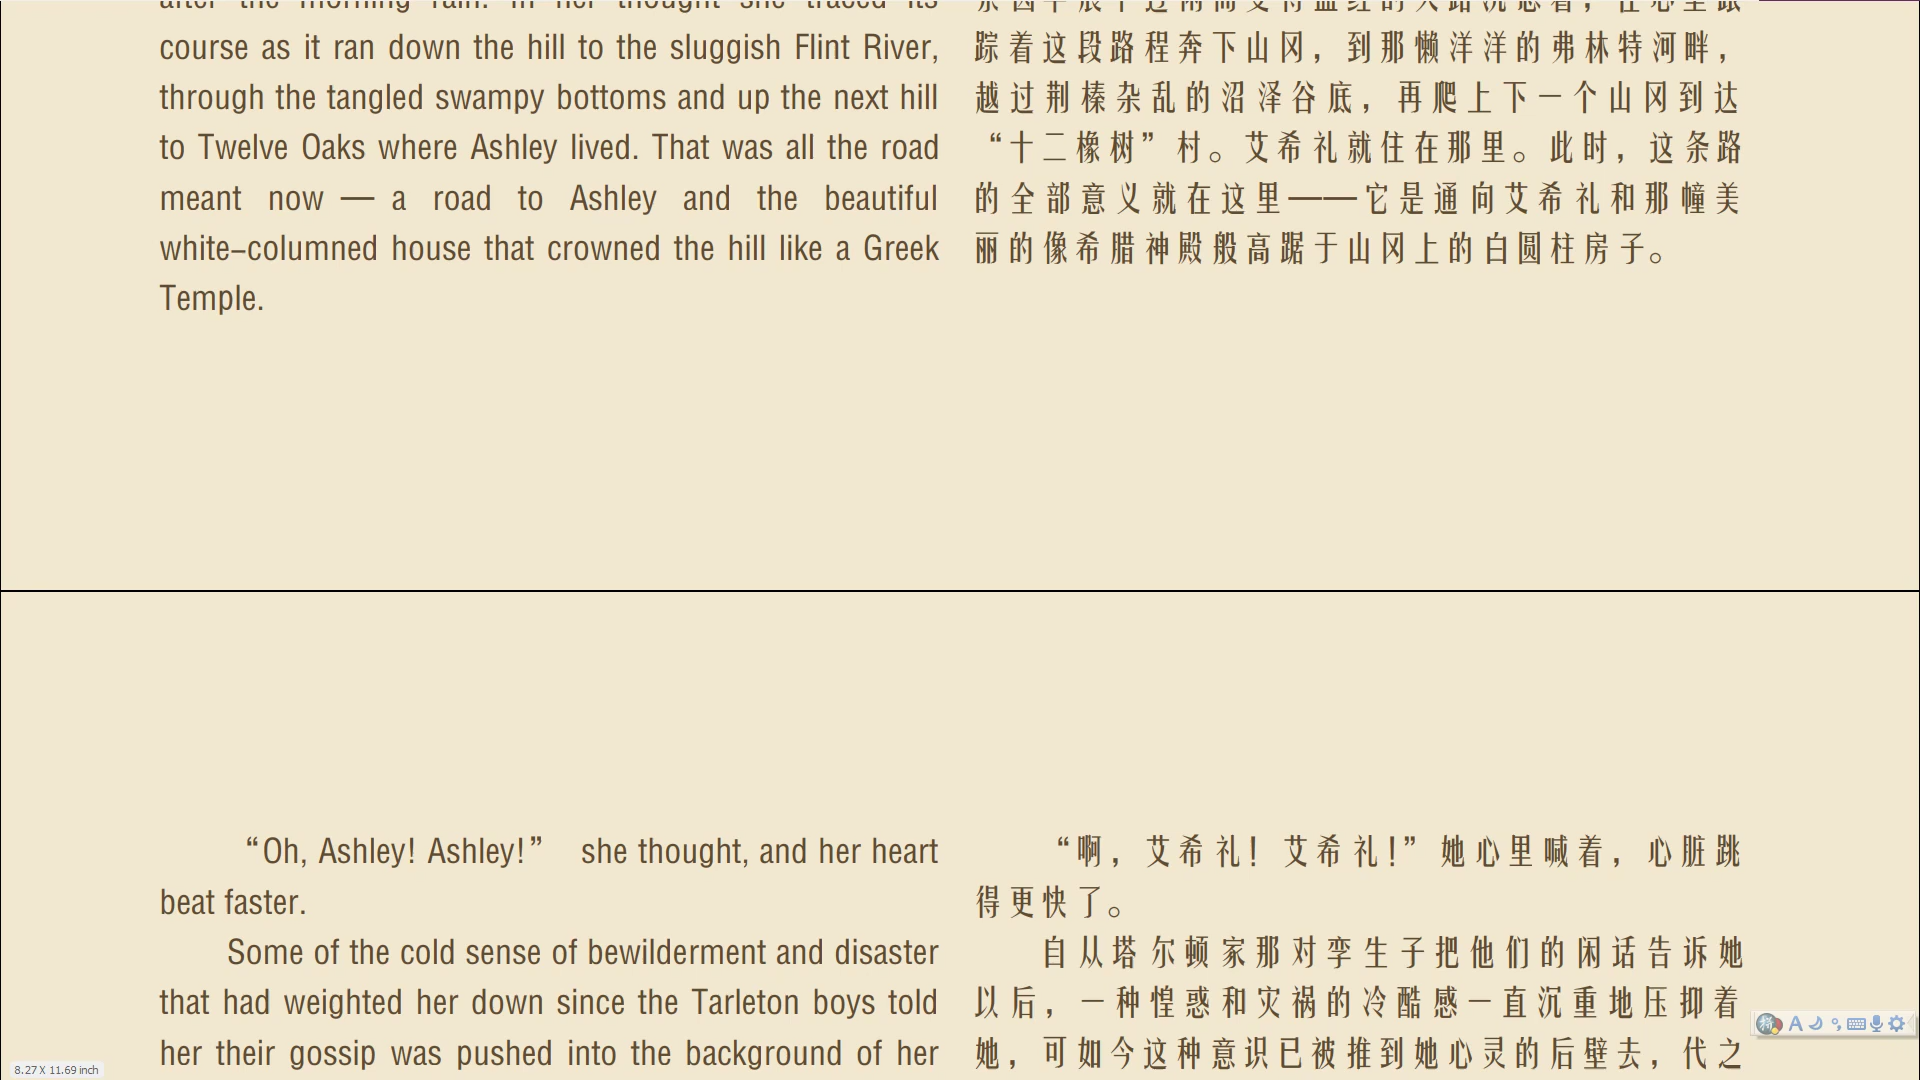 after the morning rain. In her thought she traced its
course as it ran down the hill to the sluggish Flint River,
through the tangled swampy bottoms and up the next hill
to Twelve Oaks where Ashley lived. That was all the road
meant now — a road to Ashley and the beautiful
white–columned house that crowned the hill like a Greek
Temple.
踪着这段路程奔下山冈，到那懒洋洋的弗林特河畔，
越过荆榛杂乱的沼泽谷底，再爬上下一个山冈到达
“十二橡树”村。艾希礼就住在那里。此时，这条路
的全部意义就在这里——它是通向艾希礼和那幢美
丽的像希腊神殿般高踞于山冈上的白圆柱房子。
“Oh, Ashley! Ashley!” she thought, and her heart
beat faster.
Some of the cold sense of bewilderment and disaster
that had weighted her down since the Tarleton boys told
her their gossip was pushed into the background of her
“啊，艾希礼！艾希礼！”她心里喊着，心脏跳
得更快了。
自从塔尔顿家那对孪生子把他们的闲话告诉她
以后，一种惶惑和灾祸的冷酷感一直沉重地压抑着
她，可如今这种意识已被推到她心灵的后壁去，代之
8.27 X 11.69 inch